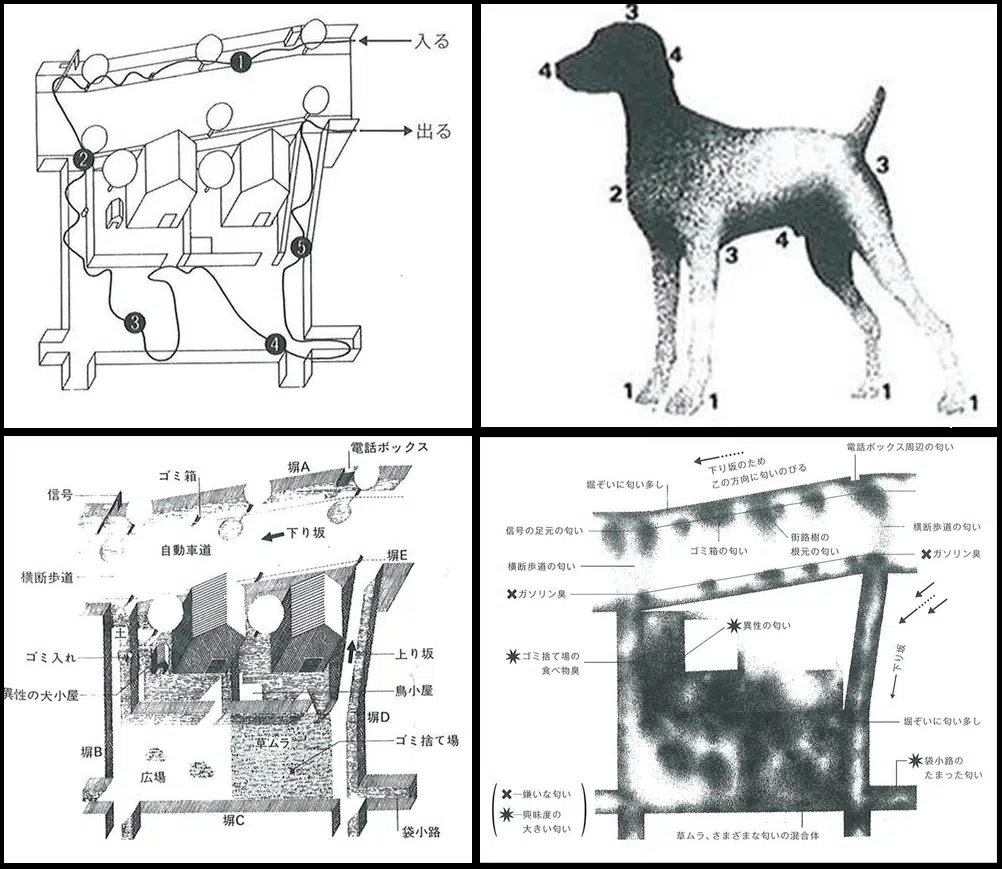 入る
1
出る
2
5
3
4
3
4
4
3
2
3
4
1
1
1
1
電話ボックス
塀A
ゴミ箱
信号
下り坂
自動車道
塀E
横断歩道
土
ゴミ入れ
上り坂
異性の犬小屋
鳥小屋
塀D
塀B
草ムラ
ゴミ捨て場
広場
塀C
袋小路
電話ボックス周辺の匂い
下り坂のため
この方向に匂いのびる
堀ぞいに匂い多し
信号の足元の匂い
横断歩道の匂い
ゴミ箱の匂い
街路樹の
根元の匂い
✖ガソリン臭
横断歩道の匂い
✖ガソリン臭
✷異性の匂い
✷ゴミ捨て場の
食べ物臭
下り坂
堀ぞいに匂い多し
✷袋小路の
たまった匂い
✖—嫌いな匂い
✷—興味度の
大きい匂い
草ムラ、さまざまな匂いの混合体